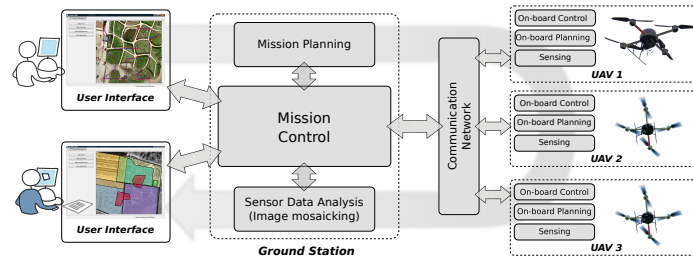 User Interface
User Interface
Mission Planning
Mission
Control
Sensor Data Analysis
(Image mosaicking)
Ground Station
Communication
Network
On-board Control
On-board Planning
Sensing
UAV 1
On-board Control
On-board Planning
Sensing
UAV 2
On-board Control
On-board Planning
Sensing
UAV 3